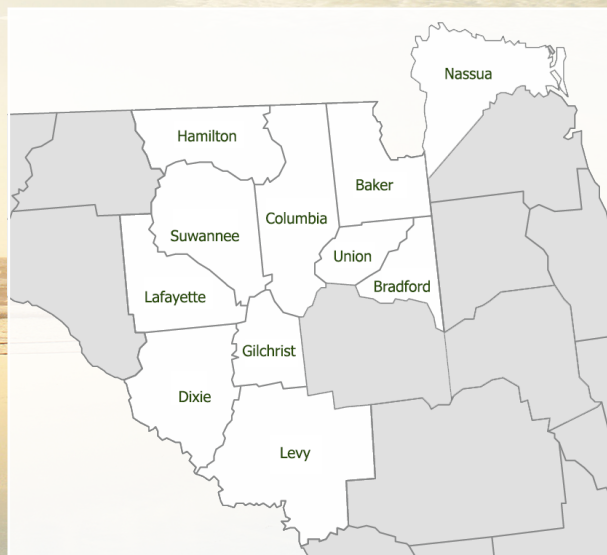 Nassua
Hamilton
Baker
Columbia
Suwannee
Union
Bradford
Lafayette
Gilchrist
Dixie
Levy